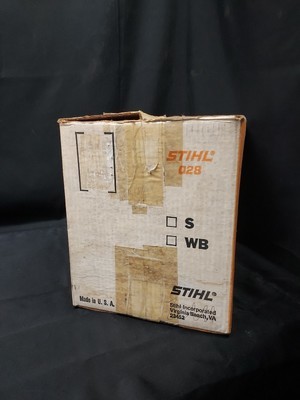 STIHL®
028
S
WB
STIHL®
Stihl Incorporated
Virginia Beach, VA
23452
Made in U. S. A.